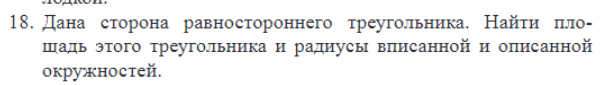 18. Дана сторона равностороннего треугольника. Найти пло-
щадь этого треугольника и радиусы вписанной и описанной
окружностей.